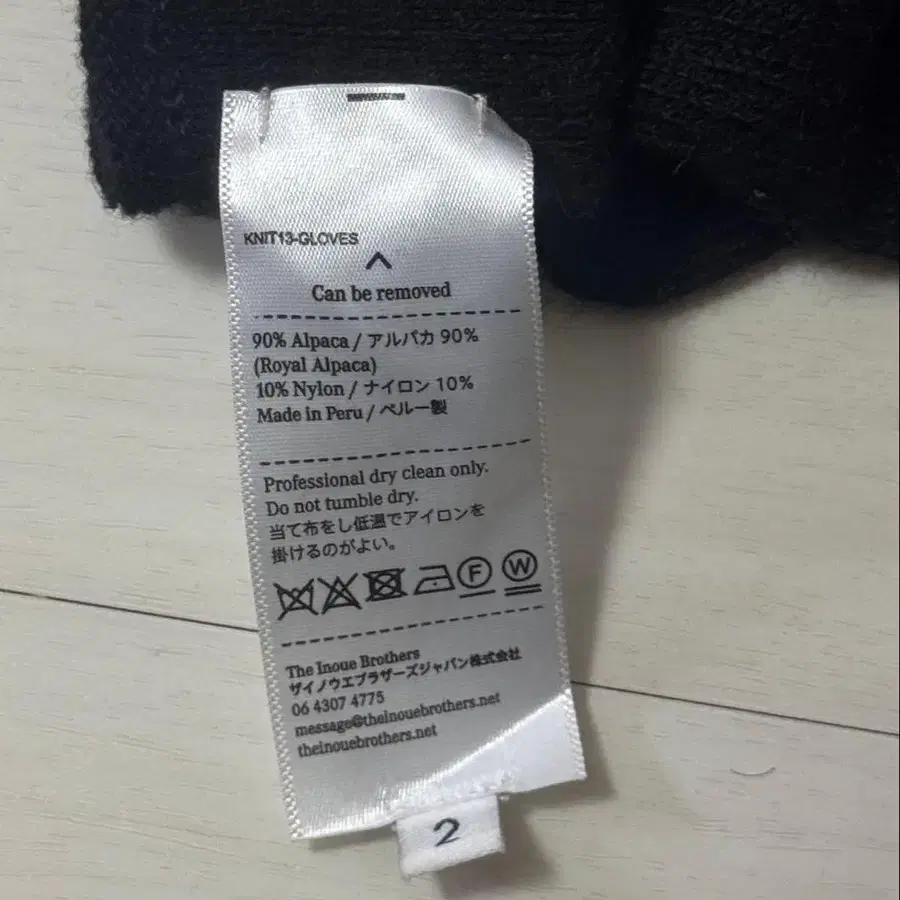 KNIT13-GLOVES
Can be removed
90% Alpaca / アルパカ 90%
(Royal Alpaca)
10% Nylon / ナイロン 10%
Made in Peru / ペルー製
Professional dry clean only.
Do not tumble dry.
当て布をし低温でアイロンを
掛けるのがよい。
F W
The Inoue Brothers
ザイノウエブラザーズジャパン株式会社
06 4307 4775
message@theinouebrothers.net
theinouebrothers.net
2